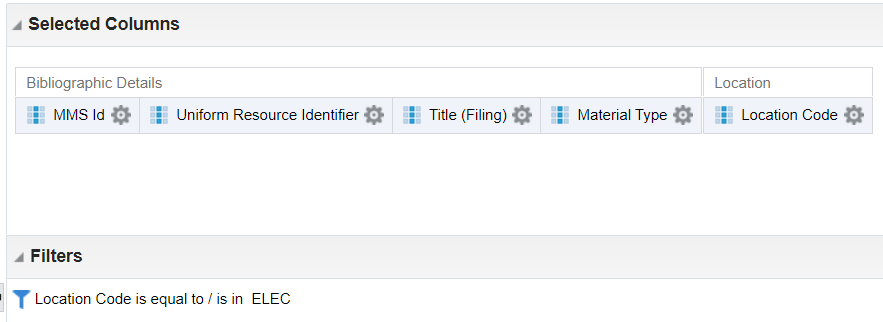 Selected Columns
Bibliographic Details Location
MMS Id Uniform Resource Identifier Title (Filing) Material Type Location Code
Filters
Location Code is equal to / is in ELEC